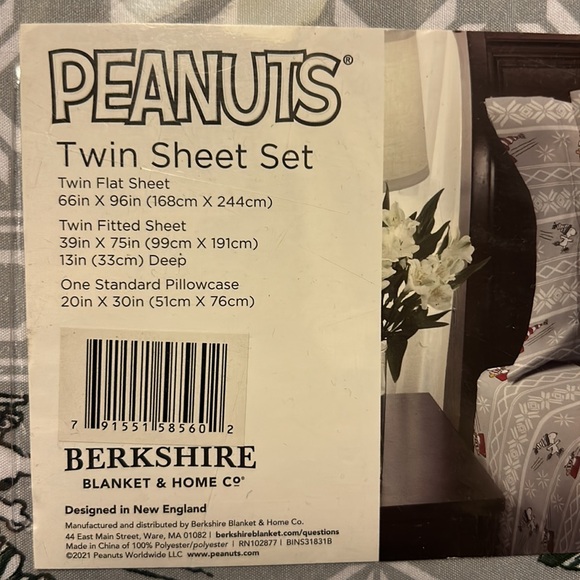 PEANUTS®
Twin Sheet Set
Twin Flat Sheet
66in X 96in (168cm X 244cm)
Twin Fitted Sheet
39in X 75in (99cm X 191cm)
13in (33cm) Deep
One Standard Pillowcase
20in X 30in (51cm X 76cm)
7 91551 58560 2
BERKSHIRE
BLANKET & HOME Cº®
Designed in New England
Manufactured and distributed by Berkshire Blanket & Home Co.
44 East Main Street, Ware, MA 01082 | berkshireblanket.com/questions
Made in China of 100% Polyester/polyester | RN102877 | BINS31831B
©2021 Peanuts Worldwide LLC www.peanuts.com